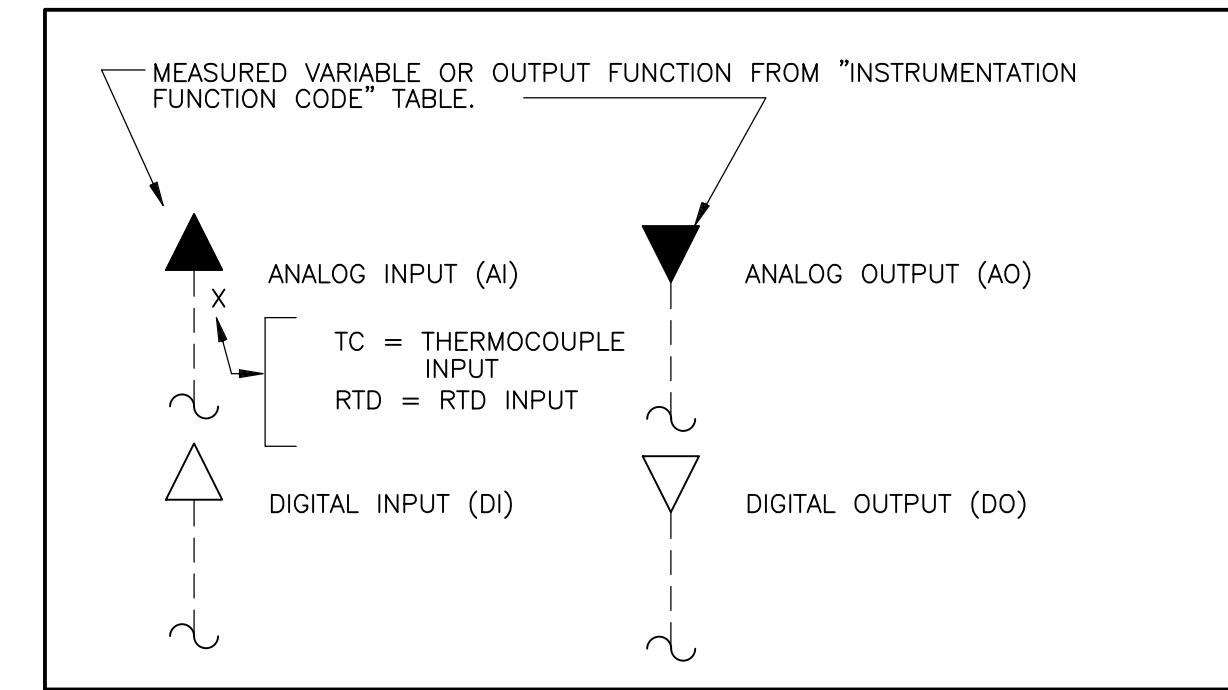 MEASURED VARIABLE OR OUTPUT FUNCTION FROM "INSTRUMENTATION
FUNCTION CODE" TABLE.
ANALOG INPUT (AI)
X
TC = THERMOCOUPLE
INPUT
RTD = RTD INPUT
ANALOG OUTPUT (AO)
DIGITAL INPUT (DI)
DIGITAL OUTPUT (DO)